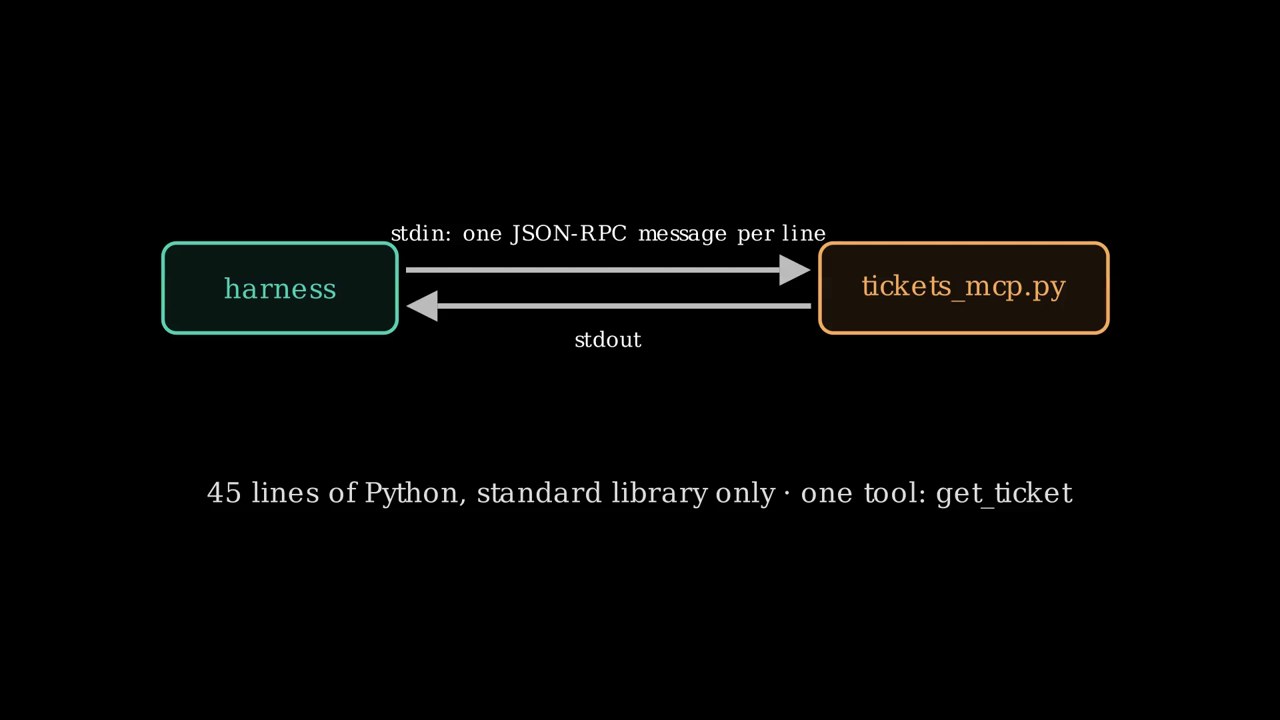 stdin: one JSON-RPC message per line
harness
tickets_mcp.py
stdout
45 lines of Python, standard library only · one tool: get_ticket